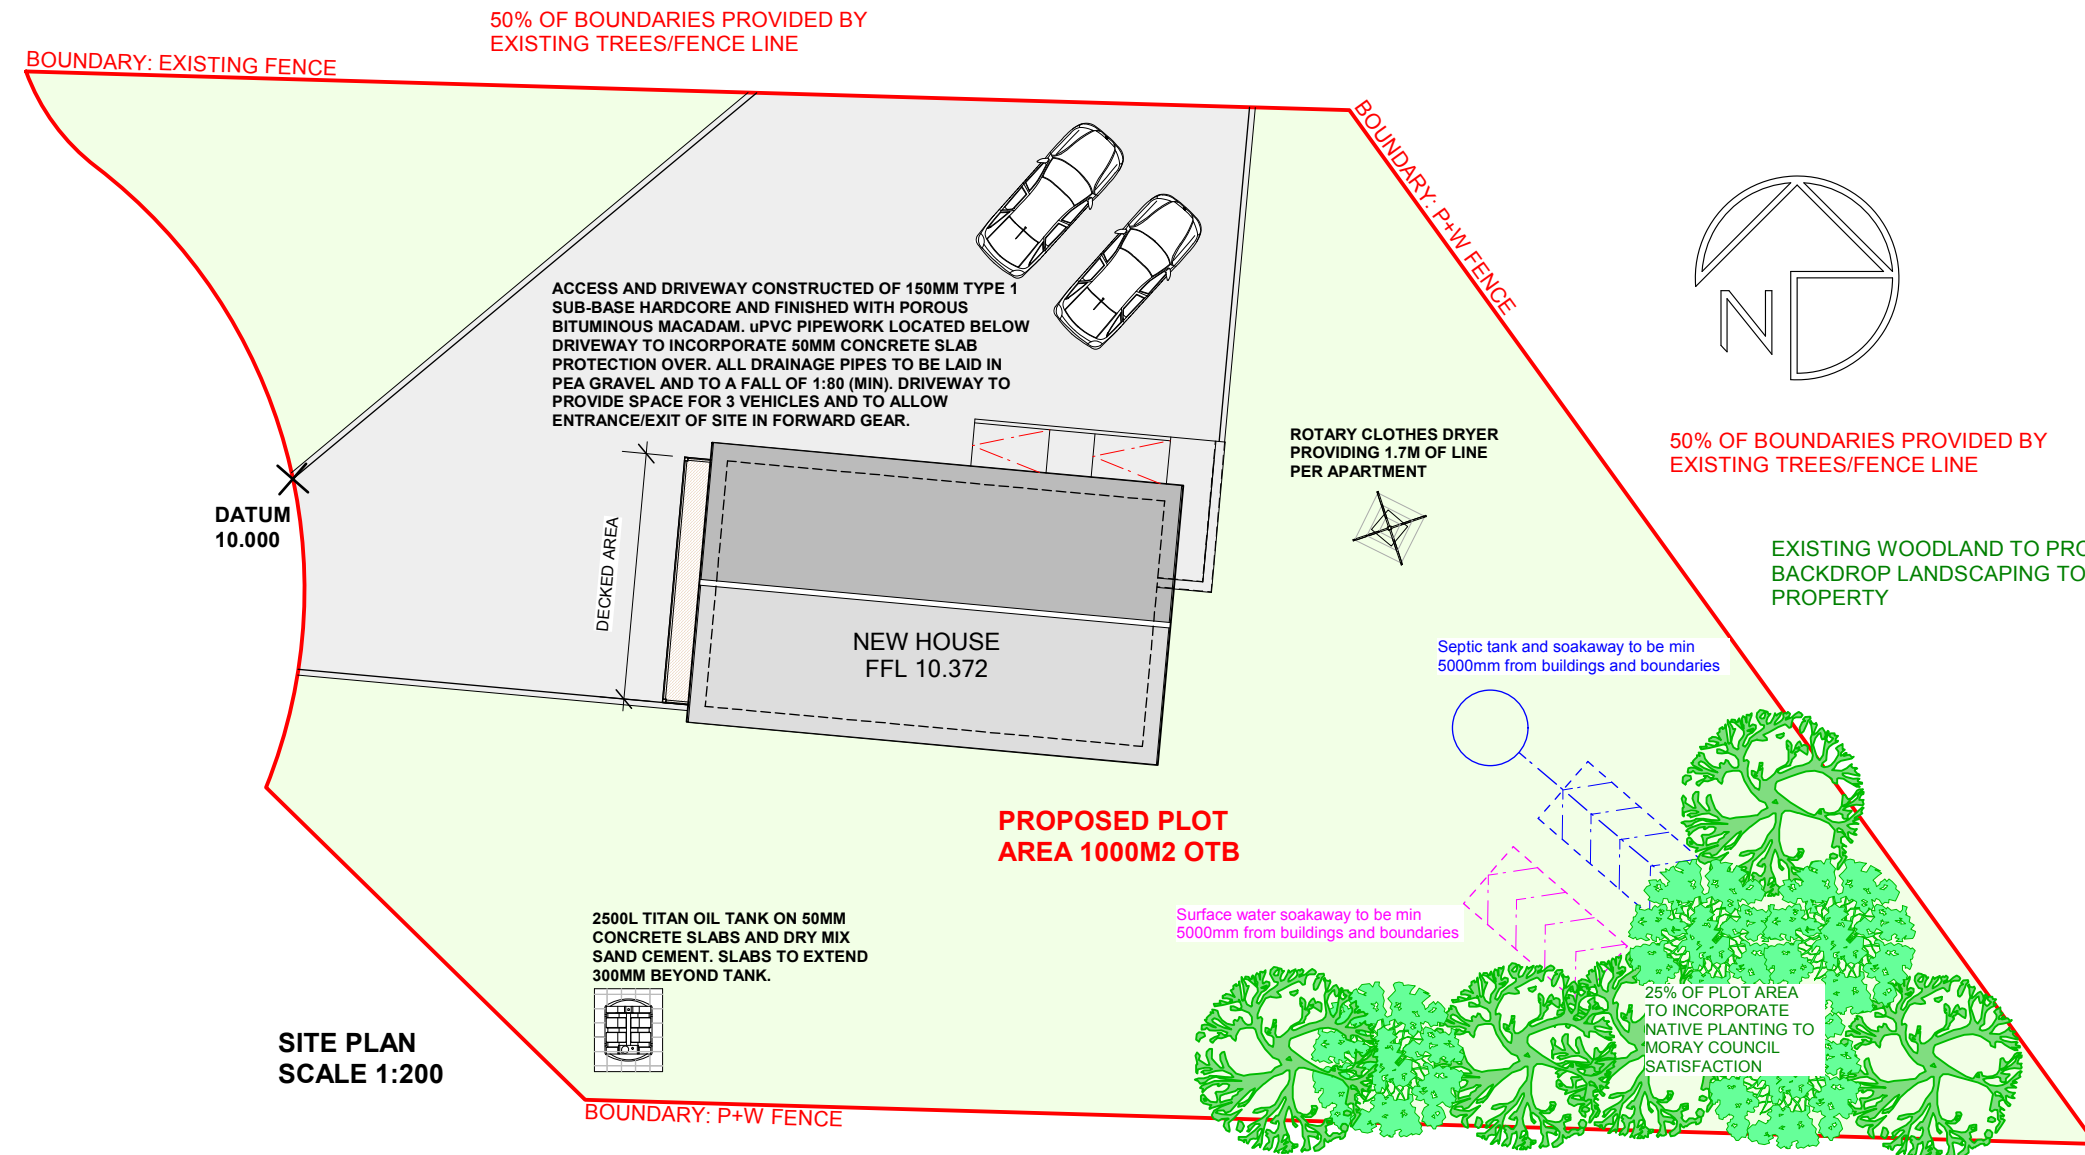 50% OF BOUNDARIES PROVIDED BY
EXISTING TREES/FENCE LINE
BOUNDARY: EXISTING FENCE
BOUNDARY: P+W FENCE
ACCESS AND DRIVEWAY CONSTRUCTED OF 150MM TYPE 1
SUB-BASE HARDCORE AND FINISHED WITH POROUS
BITUMINOUS MACADAM. uPVC PIPEWORK LOCATED BELOW
DRIVEWAY TO INCORPORATE 50MM CONCRETE SLAB
PROTECTION OVER. ALL DRAINAGE PIPES TO BE LAID IN
PEA GRAVEL AND TO A FALL OF 1:80 (MIN). DRIVEWAY TO
PROVIDE SPACE FOR 3 VEHICLES AND TO ALLOW
ENTRANCE/EXIT OF SITE IN FORWARD GEAR.
N
ROTARY CLOTHES DRYER
PROVIDING 1.7M OF LINE
PER APARTMENT
50% OF BOUNDARIES PROVIDED BY
EXISTING TREES/FENCE LINE
DATUM
10.000
DECKED AREA
EXISTING WOODLAND TO PRO
BACKDROP LANDSCAPING TO
PROPERTY
NEW HOUSE
FFL 10.372
Septic tank and soakaway to be min
5000mm from buildings and boundaries
PROPOSED PLOT
AREA 1000M2 OTB
2500L TITAN OIL TANK ON 50MM
CONCRETE SLABS AND DRY MIX
SAND CEMENT. SLABS TO EXTEND
300MM BEYOND TANK.
Surface water soakaway to be min
5000mm from buildings and boundaries
25% OF PLOT AREA
TO INCORPORATE
NATIVE PLANTING TO
MORAY COUNCIL
SATISFACTION
SITE PLAN
SCALE 1:200
BOUNDARY: P+W FENCE